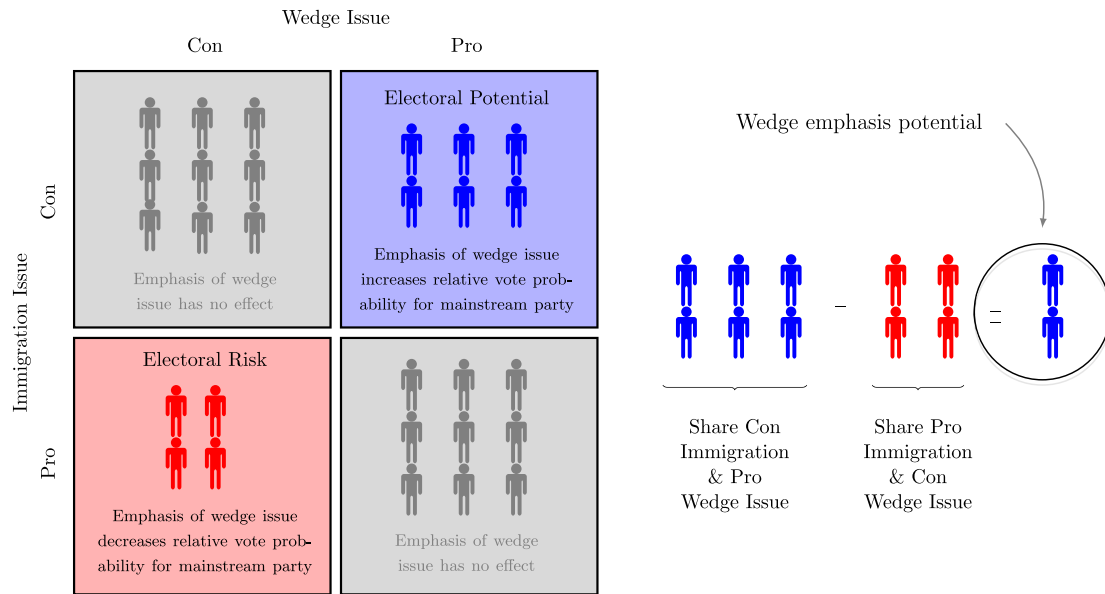 Wedge Issue
Con
Pro
Immigration Issue
Con
Pro
Emphasis of wedge
issue has no effect
Electoral Potential
Emphasis of wedge issue
increases relative vote prob-
ability for mainstream party
Electoral Risk
Emphasis of wedge issue
decreases relative vote prob-
ability for mainstream party
Emphasis of wedge
issue has no effect
Wedge emphasis potential
–
=
Share Con
Immigration
& Pro
Wedge Issue
Share Pro
Immigration
& Con
Wedge Issue